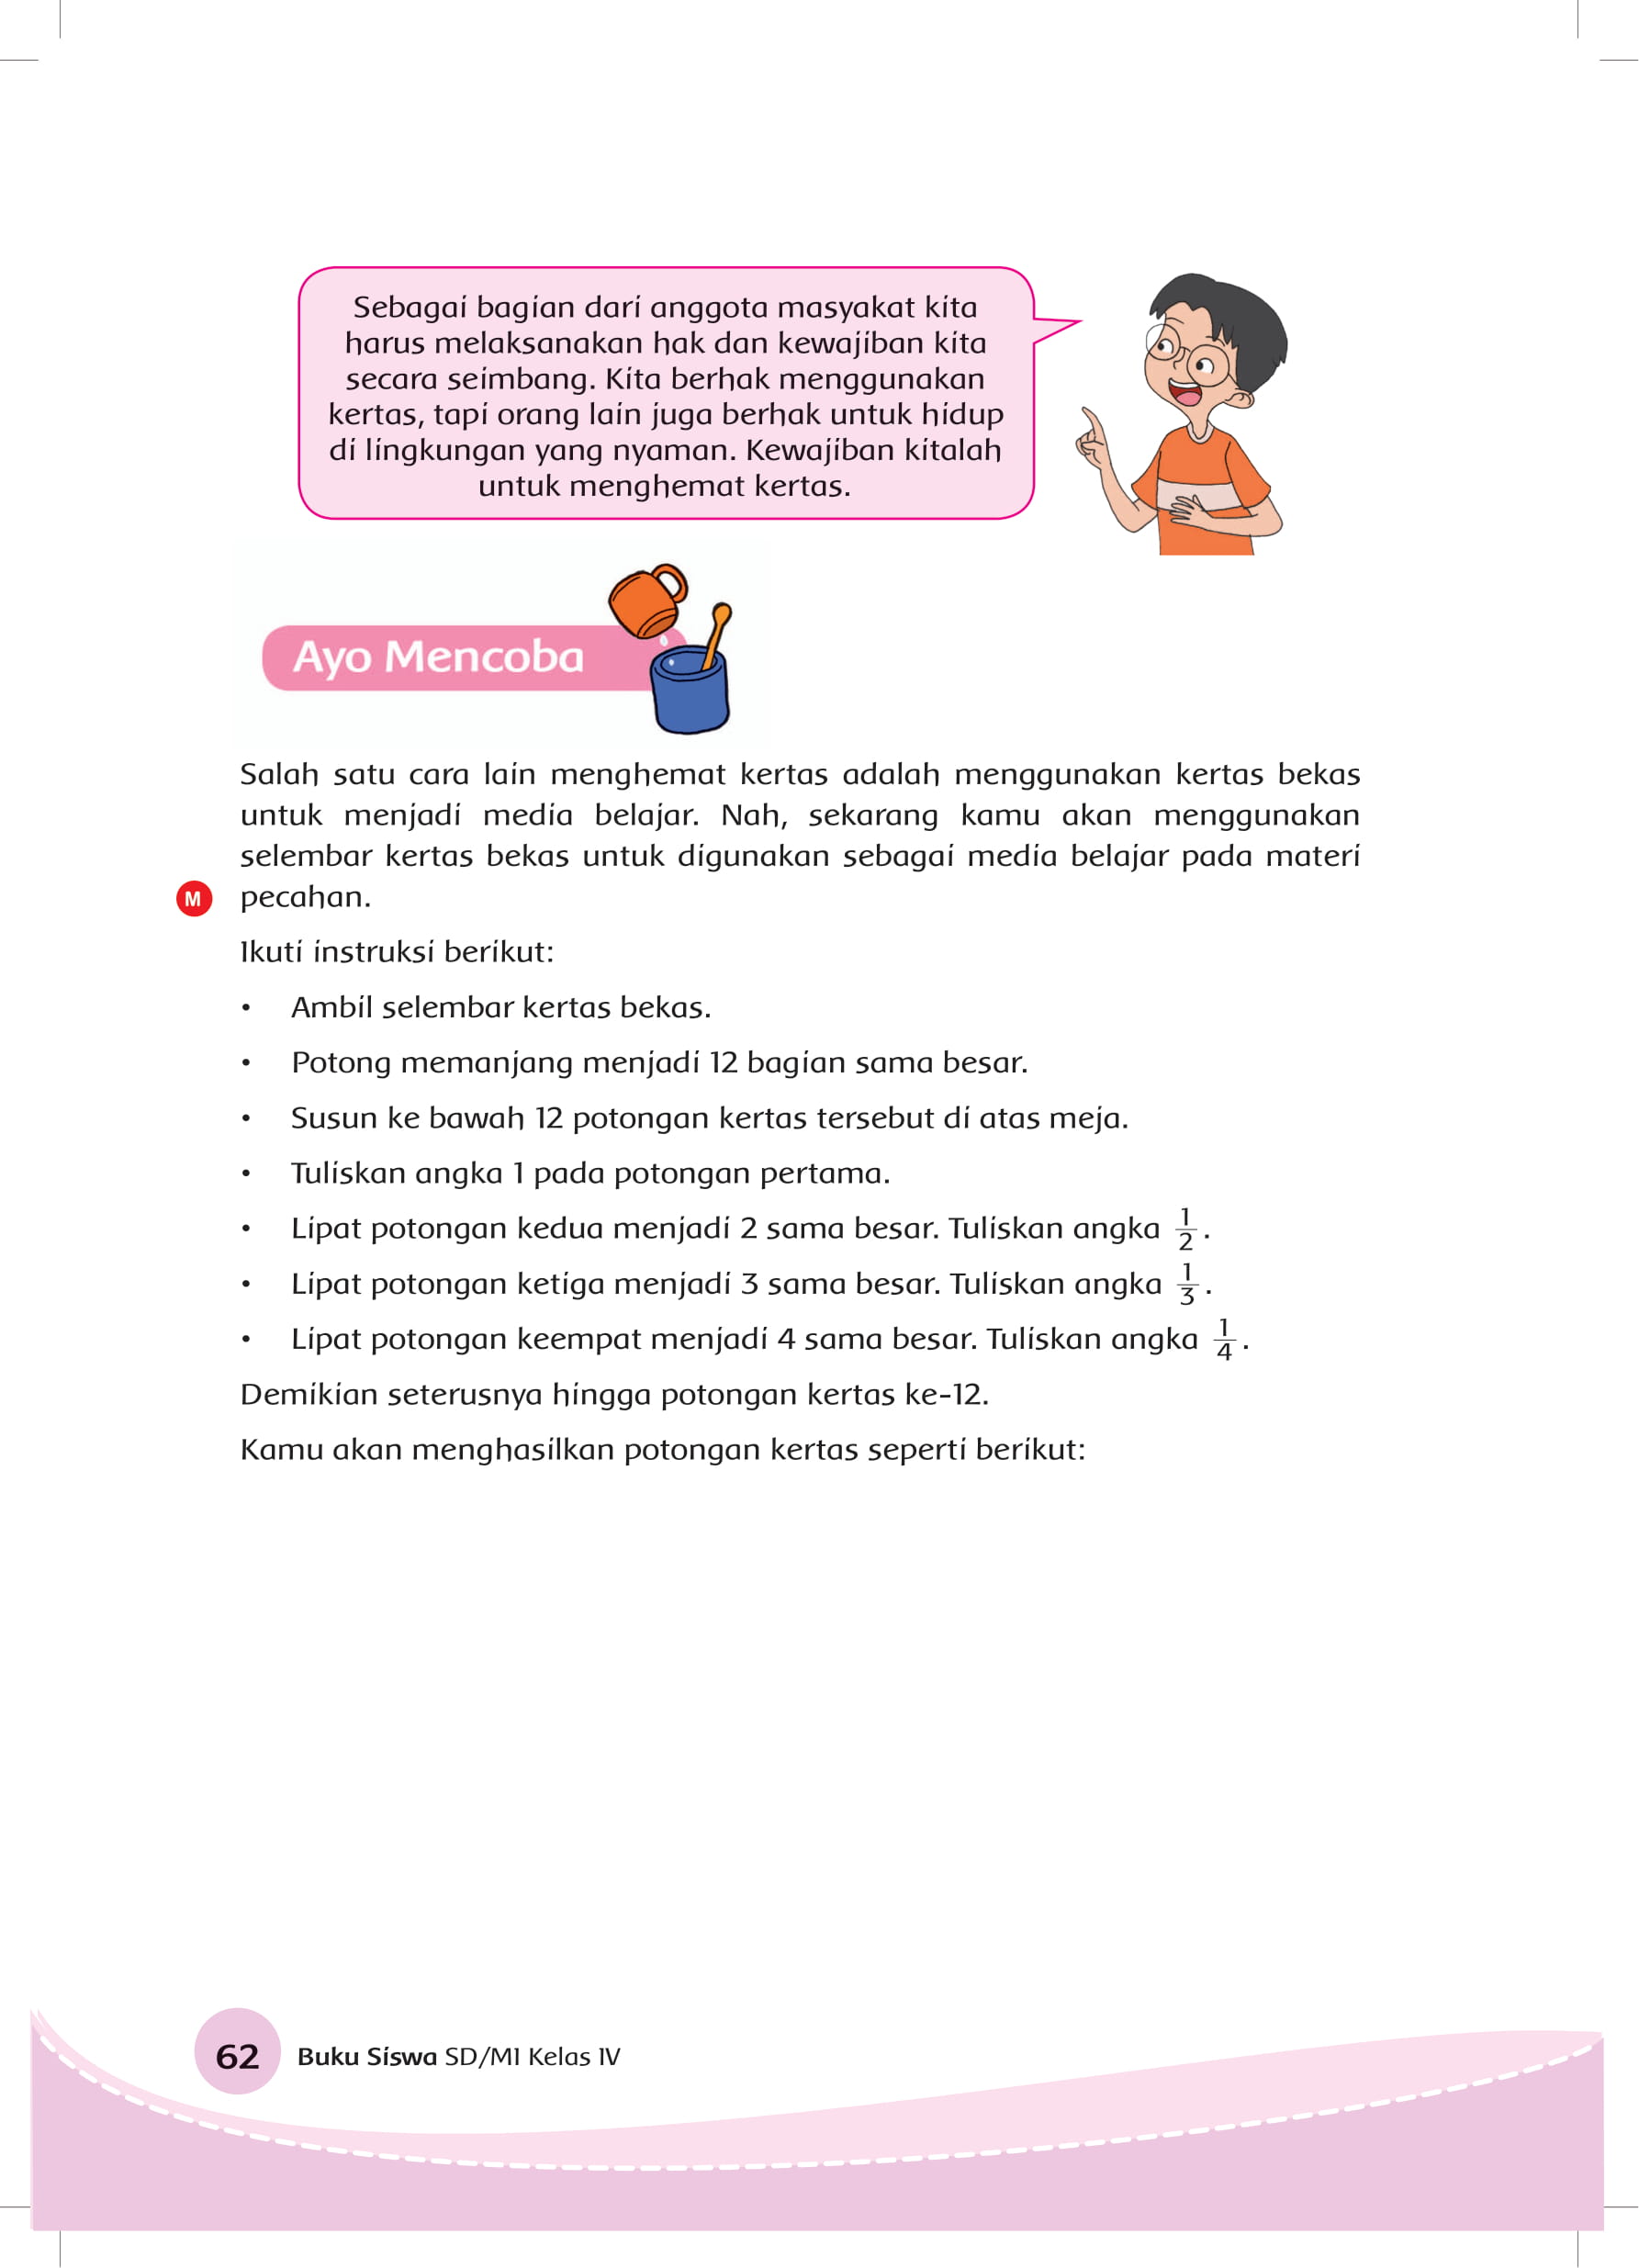 Sebagai bagian dari anggota masyakat kita
harus melaksanakan hak dan kewajiban kita
secara seimbang. Kita berhak menggunakan
kertas, tapi orang lain juga berhak untuk hidup
di lingkungan yang nyaman. Kewajiban kitalah
untuk menghemat kertas.
Ayo Mencoba
Salah satu cara lain menghemat kertas adalah menggunakan kertas bekas
untuk menjadi media belajar. Nah, sekarang kamu akan menggunakan
selembar kertas bekas untuk digunakan sebagai media belajar pada materi
M pecahan.
Ikuti instruksi berikut:
• Ambil selembar kertas bekas.
• Potong memanjang menjadi 12 bagian sama besar.
• Susun ke bawah 12 potongan kertas tersebut di atas meja.
• Tuliskan angka 1 pada potongan pertama.
• Lipat potongan kedua menjadi 2 sama besar. Tuliskan angka 1/2.
• Lipat potongan ketiga menjadi 3 sama besar. Tuliskan angka 1/3.
• Lipat potongan keempat menjadi 4 sama besar. Tuliskan angka 1/4.
Demikian seterusnya hingga potongan kertas ke-12.
Kamu akan menghasilkan potongan kertas seperti berikut:
62 Buku Siswa SD/MI Kelas IV